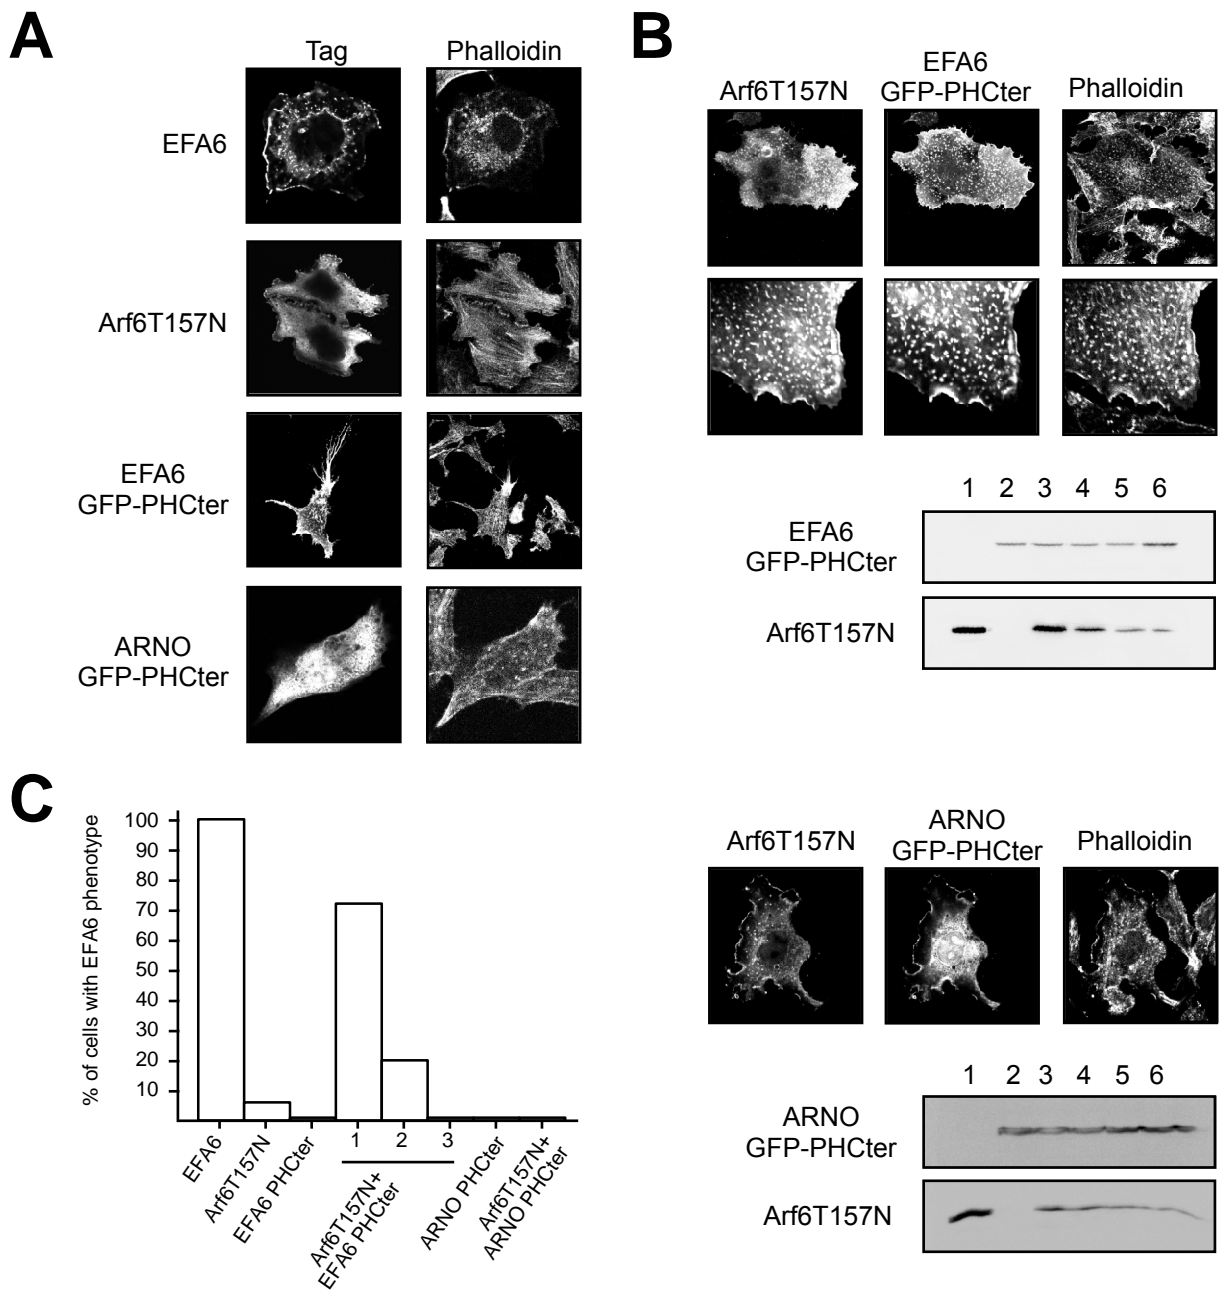 A
Tag
Phalloidin
EFA6
Arf6T157N
EFA6
GFP-PHCter
ARNO
GFP-PHCter
B
Arf6T157N
EFA6
GFP-PHCter
Phalloidin
1 2 3 4 5 6
EFA6
GFP-PHCter
Arf6T157N
Arf6T157N
ARNO
GFP-PHCter
Phalloidin
1 2 3 4 5 6
ARNO
GFP-PHCter
Arf6T157N
C
% of cells with EFA6 phenotype
100
90
80
70
60
50
40
30
20
10
EFA6
Arf6T157N
EFA6 PHCter
1 2 3
Arf6T157N+
EFA6 PHCter
ARNO PHCter
Arf6T157N+
ARNO PHCter